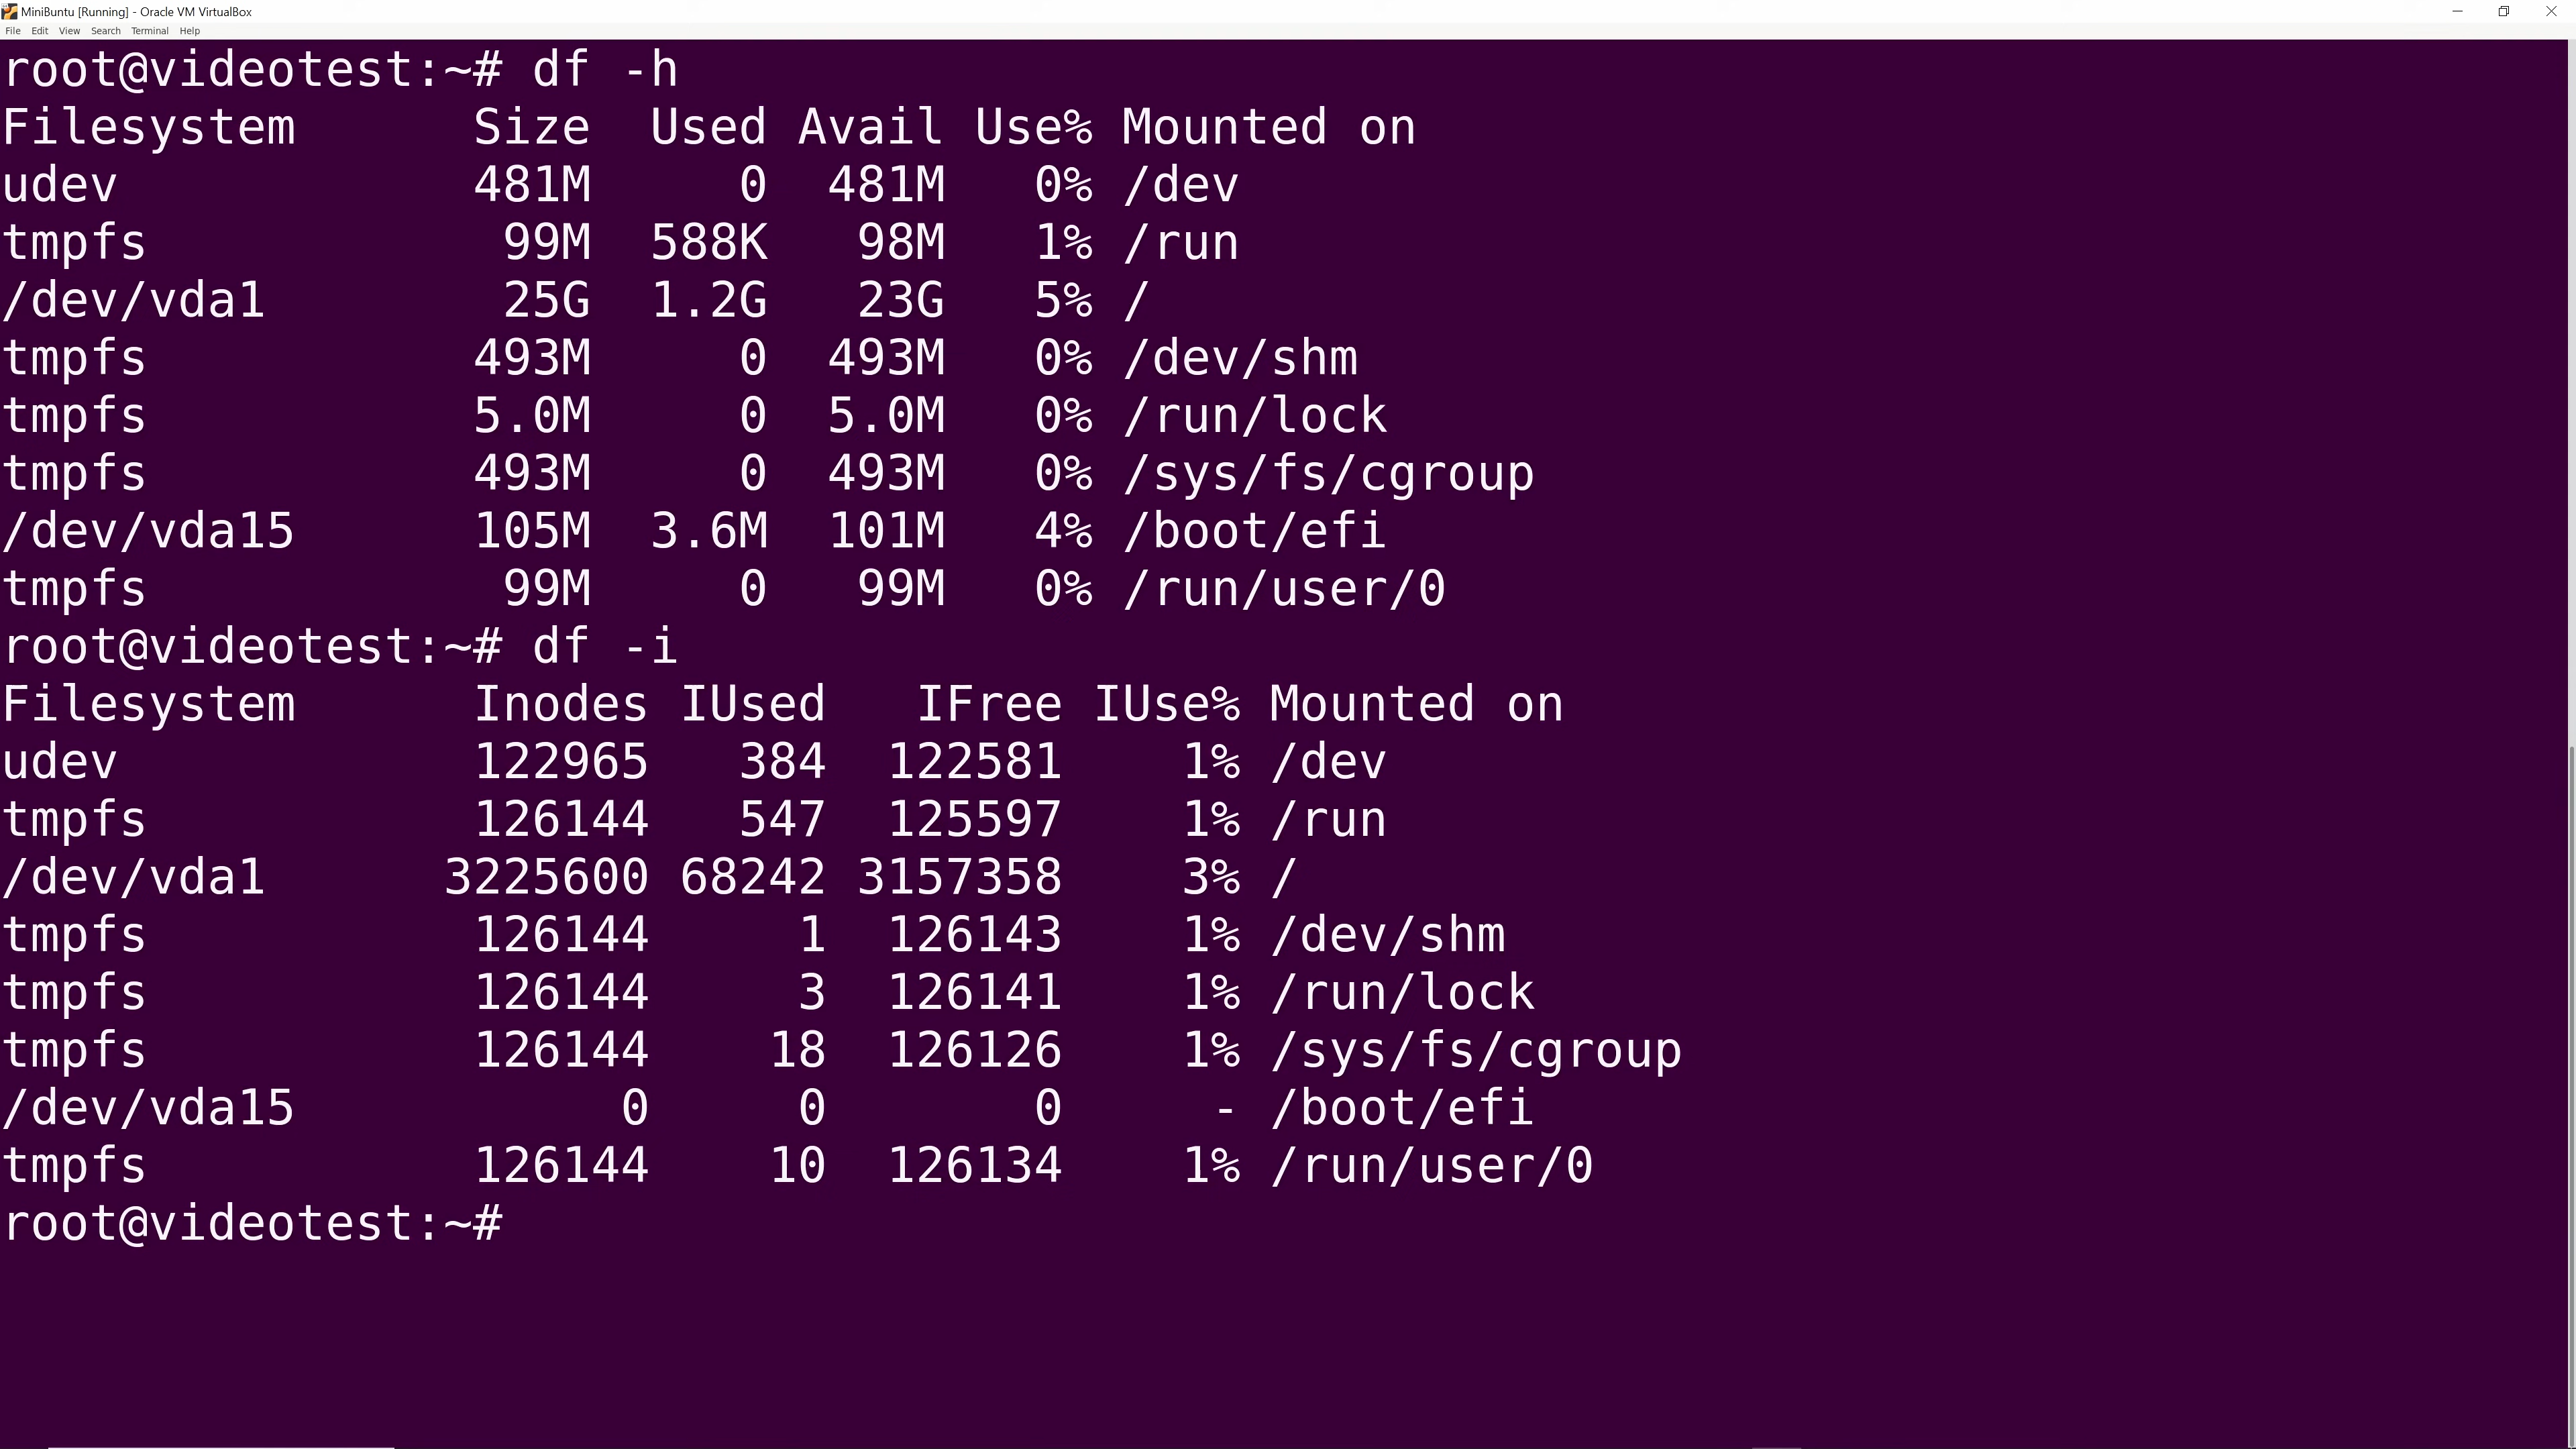 MiniBuntu [Running] - Oracle VM VirtualBox
File Edit View Search Terminal Help
root@videotest:~# df -h
Filesystem      Size  Used Avail Use% Mounted on
udev            481M     0  481M   0% /dev
tmpfs            99M  588K   98M   1% /run
/dev/vda1        25G  1.2G   23G   5% /
tmpfs           493M     0  493M   0% /dev/shm
tmpfs           5.0M     0  5.0M   0% /run/lock
tmpfs           493M     0  493M   0% /sys/fs/cgroup
/dev/vda15      105M  3.6M  101M   4% /boot/efi
tmpfs            99M     0   99M   0% /run/user/0
root@videotest:~# df -i
Filesystem      Inodes IUsed   IFree IUse% Mounted on
udev            122965   384  122581    1% /dev
tmpfs           126144   547  125597    1% /run
/dev/vda1      3225600 68242 3157358    3% /
tmpfs           126144     1  126143    1% /dev/shm
tmpfs           126144     3  126141    1% /run/lock
tmpfs           126144    18  126126    1% /sys/fs/cgroup
/dev/vda15           0     0       0     - /boot/efi
tmpfs           126144    10  126134    1% /run/user/0
root@videotest:~#